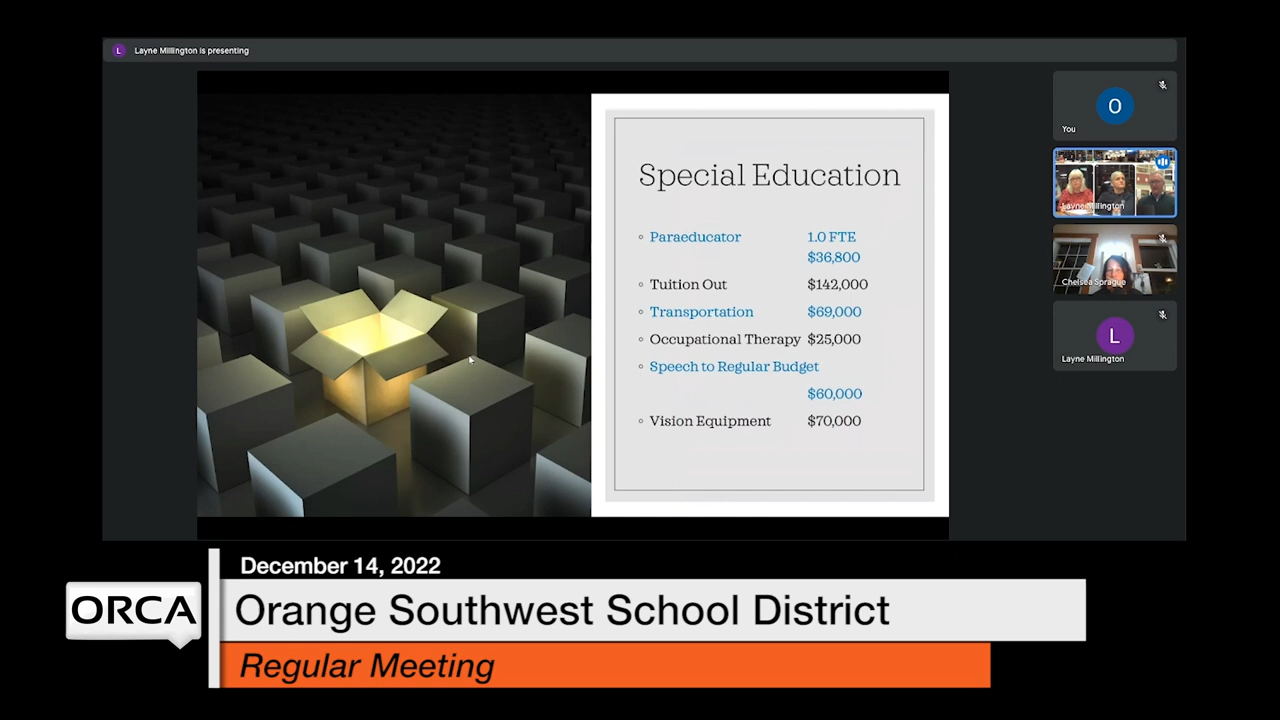 L Layne Millington is presenting
O
You
Layne Millington
Chelsea Sprague
L
Layne Millington
Special Education
Paraeducator 1.0 FTE
$36,800
Tuition Out $142,000
Transportation $69,000
Occupational Therapy $25,000
Speech to Regular Budget
$60,000
Vision Equipment $70,000
December 14, 2022
ORCA
Orange Southwest School District
Regular Meeting